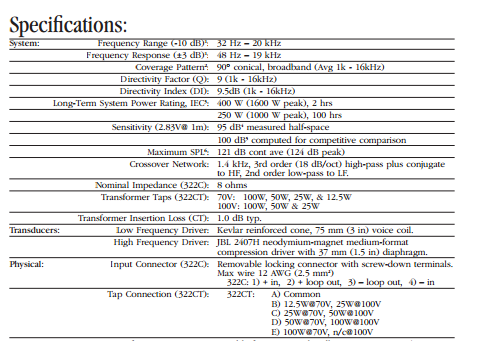 Specifications:
System: Frequency Range (-10 dB)¹: 32 Hz – 20 kHz
Frequency Response (±3 dB)¹: 48 Hz – 19 kHz
Coverage Pattern²: 90° conical, broadband (Avg 1k - 16kHz)
Directivity Factor (Q): 9 (1k - 16kHz)
Directivity Index (DI): 9.5dB (1k - 16kHz)
Long-Term System Power Rating, IEC³: 400 W (1600 W peak), 2 hrs
250 W (1000 W peak), 100 hrs
Sensitivity (2.83V@ 1m): 95 dB⁴ measured half-space
100 dB⁵ computed for competitive comparison
Maximum SPL⁶: 121 dB cont ave (124 dB peak)
Crossover Network: 1.4 kHz, 3rd order (18 dB/oct) high-pass plus conjugate
to HF, 2nd order low-pass to LF.
Nominal Impedance (322C): 8 ohms
Transformer Taps (322CT): 70V: 100W, 50W, 25W, & 12.5W
100V: 100W, 50W & 25W
Transformer Insertion Loss (CT): 1.0 dB typ.
Transducers: Low Frequency Driver: Kevlar reinforced cone, 75 mm (3 in) voice coil.
High Frequency Driver: JBL 2407H neodymium-magnet medium-format
compression driver with 37 mm (1.5 in) diaphragm.
Physical: Input Connector (322C): Removable locking connector with screw-down terminals.
Max wire 12 AWG (2.5 mm²)
322C: 1) + in, 2) + loop out, 3) – loop out, 4) – in
Tap Connection (322CT): 322CT: A) Common
B) 12.5W@70V, 25W@100V
C) 25W@70V, 50W@100V
D) 50W@70V, 100W@100V
E) 100W@70V, n/c@100V